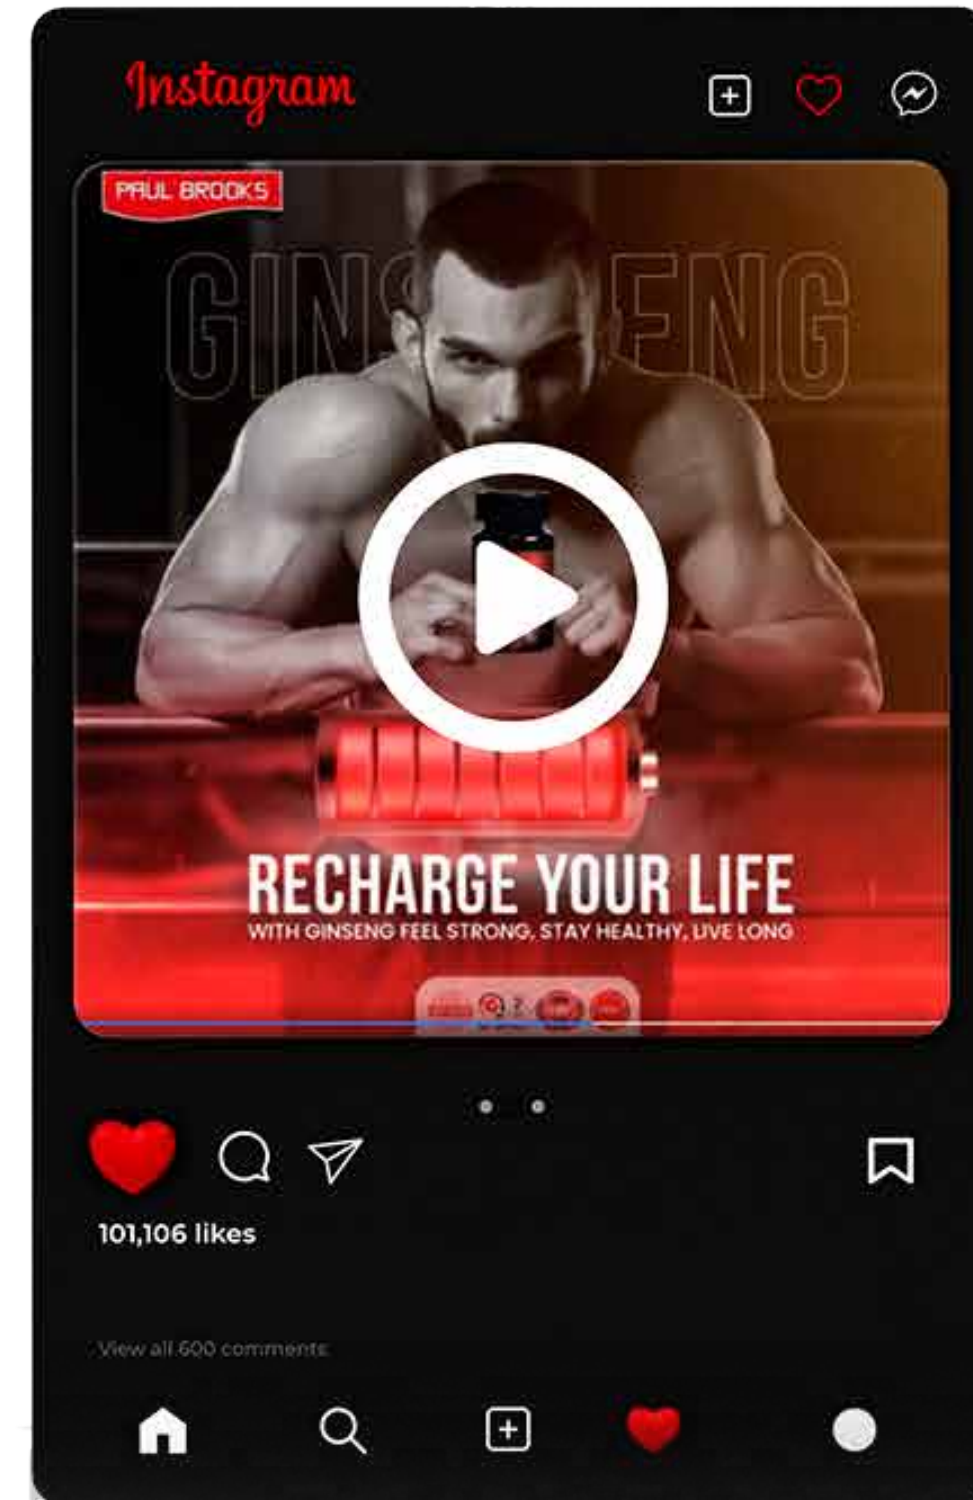 Instagram
PAUL BROOKS
GINSENG
RECHARGE YOUR LIFE
WITH GINSENG FEEL STRONG, STAY HEALTHY, LIVE LONG
101,106 likes
View all 600 comments